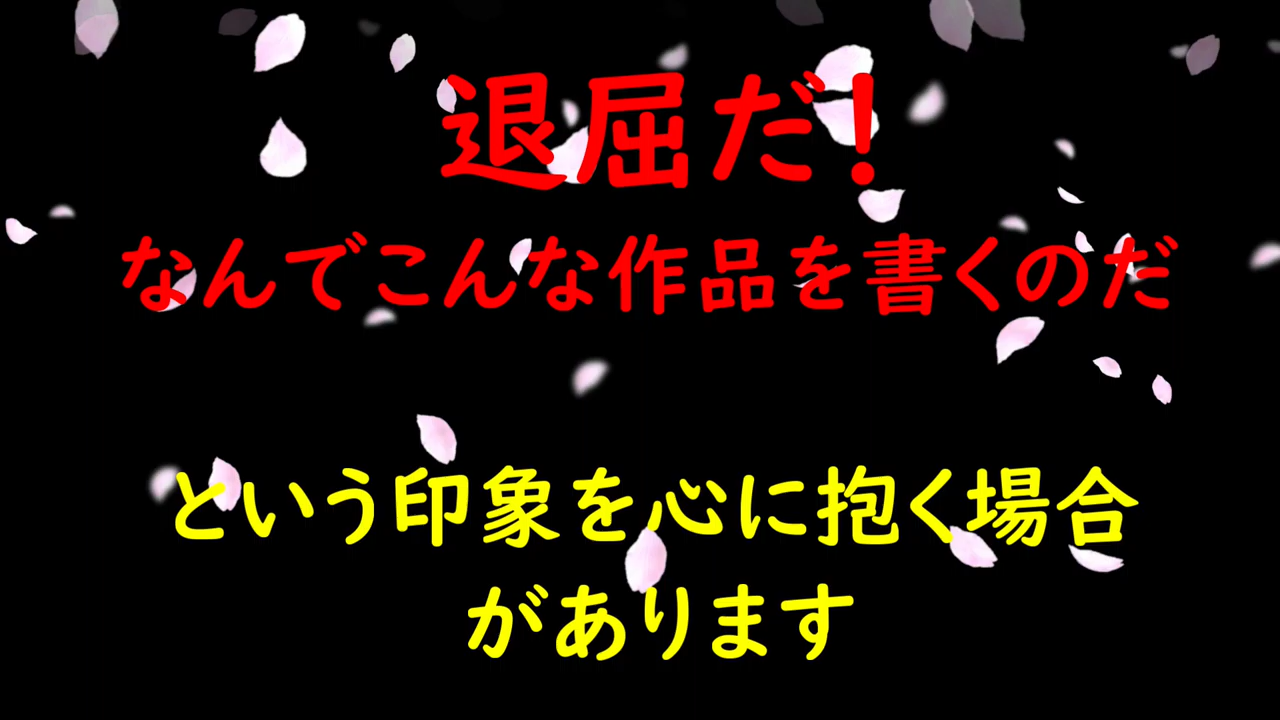 退屈だ!
なんでこんな作品を書くのだ
という印象を心に抱く場合
があります